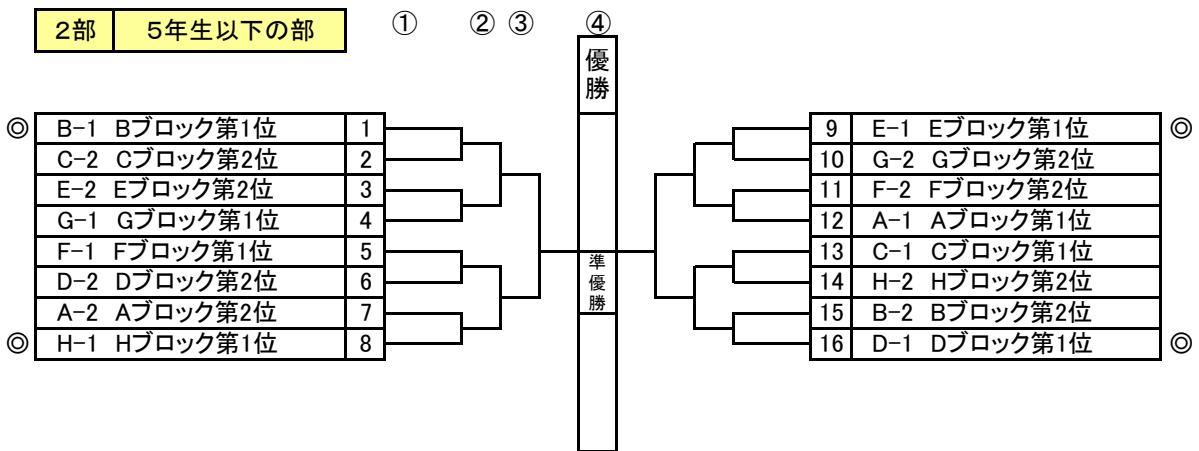 2部 5年生以下の部 ① ② ③ ④
優勝
◎ B-1 Bブロック第1位 1 9 E-1 Eブロック第1位 ◎
C-2 Cブロック第2位 2 10 G-2 Gブロック第2位
E-2 Eブロック第2位 3 11 F-2 Fブロック第2位
G-1 Gブロック第1位 4 12 A-1 Aブロック第1位
F-1 Fブロック第1位 5 13 C-1 Cブロック第1位
準優勝
D-2 Dブロック第2位 6 14 H-2 Hブロック第2位
A-2 Aブロック第2位 7 15 B-2 Bブロック第2位
◎ H-1 Hブロック第1位 8 16 D-1 Dブロック第1位 ◎